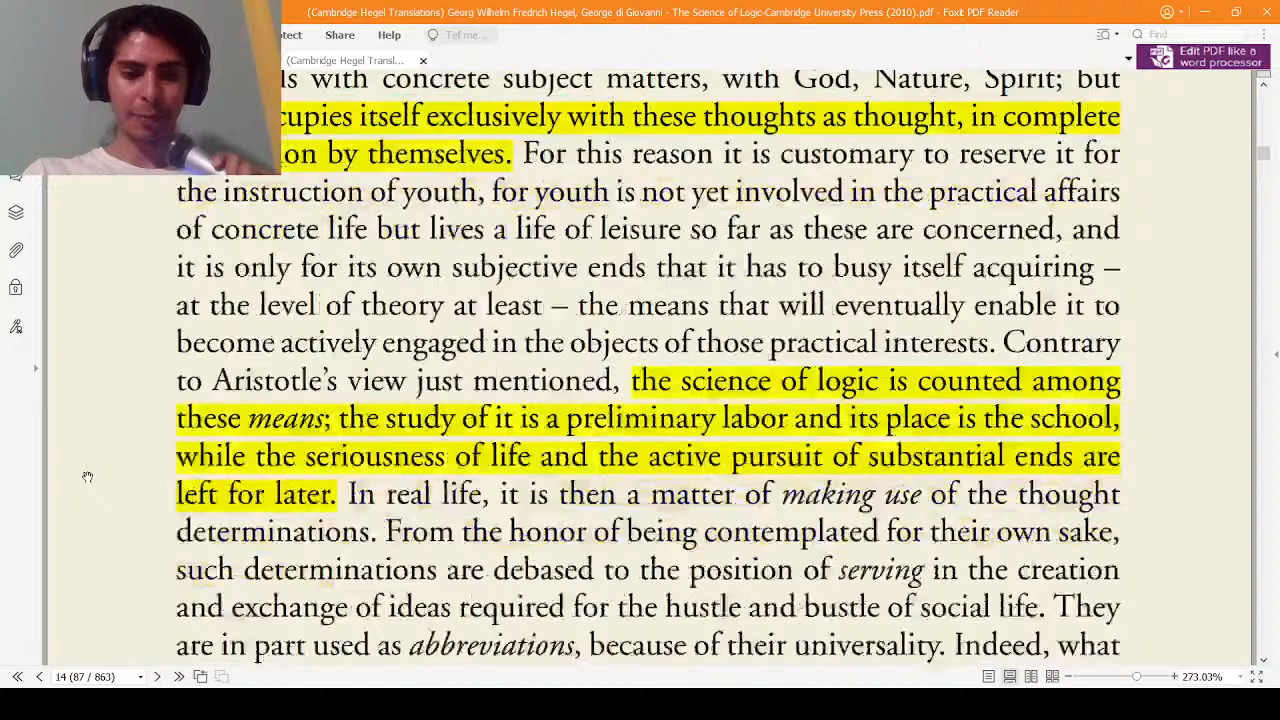 (Cambridge Hegel Translations) Georg Wilhelm Fredrich Hegel, George di Giovanni - The Science of Logic-Cambridge University Press (2010).pdf - Foxit PDF Reader
Share Help Tell me... Find
(Cambridge Hegel Transl... Edit PDF like a
word processor
with concrete subject matters, with God, Nature, Spirit; but
cupies itself exclusively with these thoughts as thought, in complete
on by themselves. For this reason it is customary to reserve it for
the instruction of youth, for youth is not yet involved in the practical affairs
of concrete life but lives a life of leisure so far as these are concerned, and
it is only for its own subjective ends that it has to busy itself acquiring –
at the level of theory at least – the means that will eventually enable it to
become actively engaged in the objects of those practical interests. Contrary
to Aristotle's view just mentioned, the science of logic is counted among
these means; the study of it is a preliminary labor and its place is the school,
while the seriousness of life and the active pursuit of substantial ends are
left for later. In real life, it is then a matter of making use of the thought
determinations. From the honor of being contemplated for their own sake,
such determinations are debased to the position of serving in the creation
and exchange of ideas required for the hustle and bustle of social life. They
are in part used as abbreviations, because of their universality. Indeed, what
14 (87 / 863) 273.03%